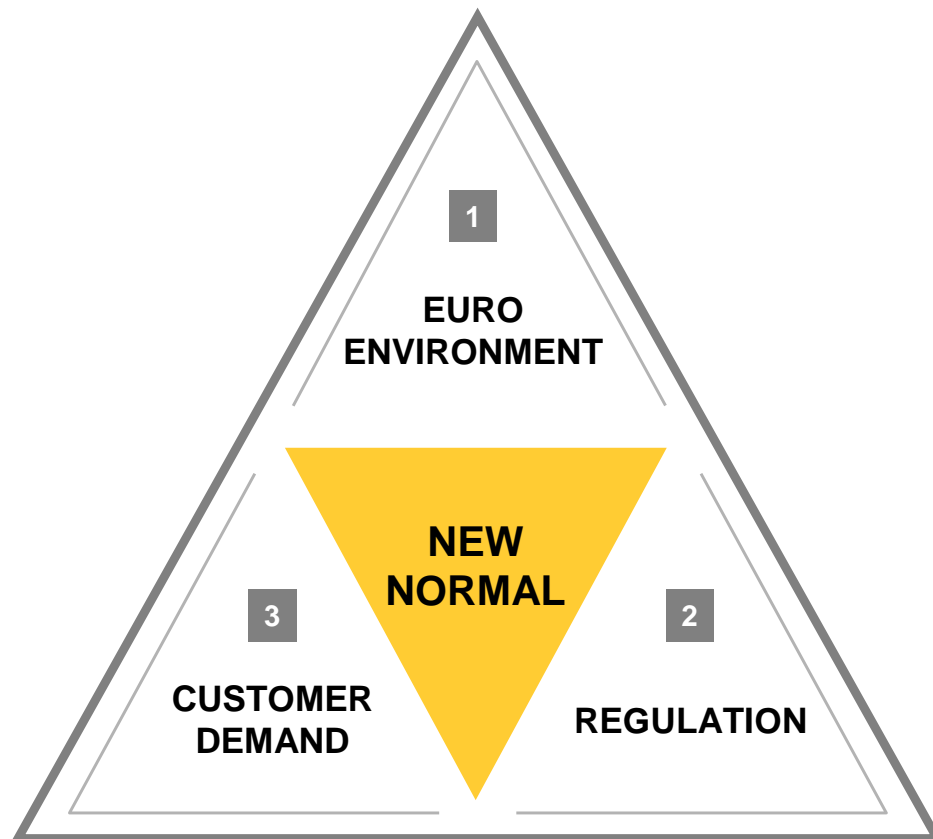 1
EURO
ENVIRONMENT
NEW
NORMAL
3
CUSTOMER
DEMAND
2
REGULATION